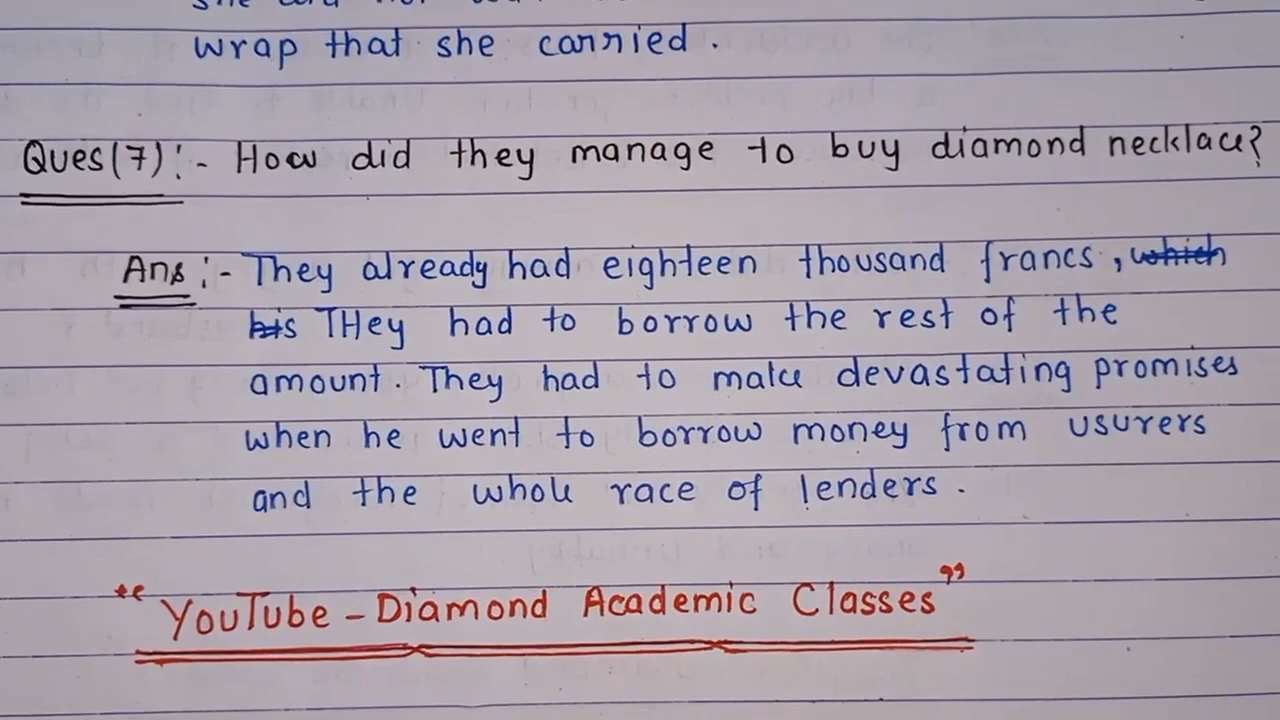 wrap that she carried.
Ques(7):- How did they manage to buy diamond necklace?
Ans:- They already had eighteen thousand francs, which
his THey had to borrow the rest of the
amount. They had to make devastating promises
when he went to borrow money from usurers
and the whole race of lenders.
"YouTube-Diamond Academic Classes"